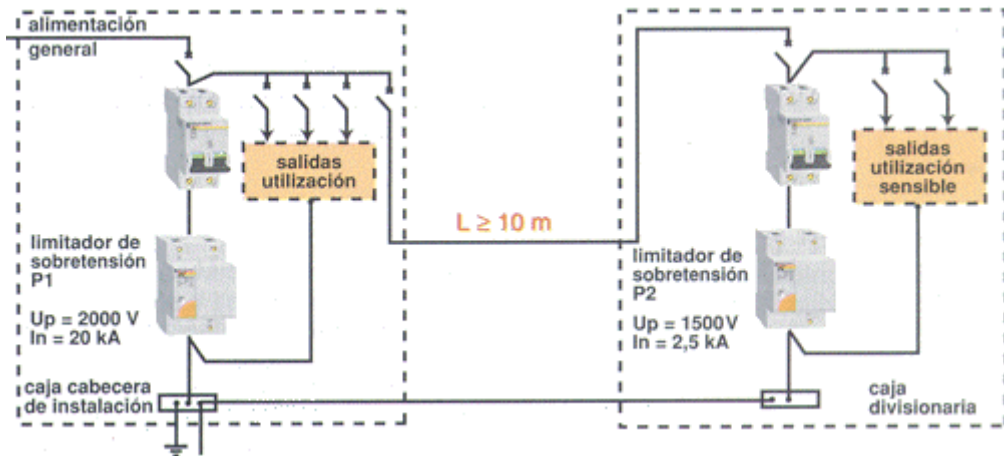 alimentación
general
salidas
utilización
limitador de
sobretensión
P1
Up = 2000 V
In = 20 kA
caja cabecera
de instalación
L ≥ 10 m
salidas
utilización
sensible
limitador de
sobretensión
P2
Up = 1500V
In = 2,5 kA
caja
divisionaria